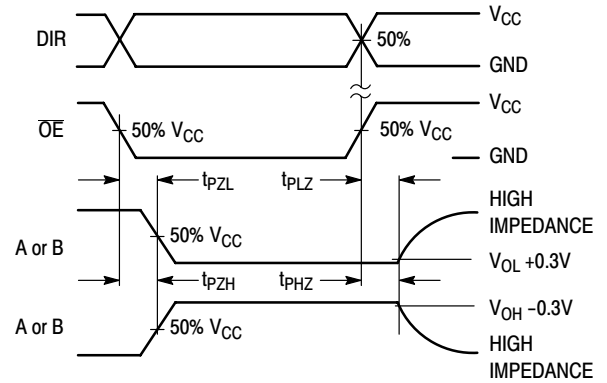 DIR
50%
V_CC
GND
O̅E̅
50% V_CC
50% V_CC
V_CC
GND
t_PZL
t_PLZ
A or B
50% V_CC
HIGH
IMPEDANCE
V_OL +0.3V
t_PZH
t_PHZ
A or B
50% V_CC
V_OH −0.3V
HIGH
IMPEDANCE